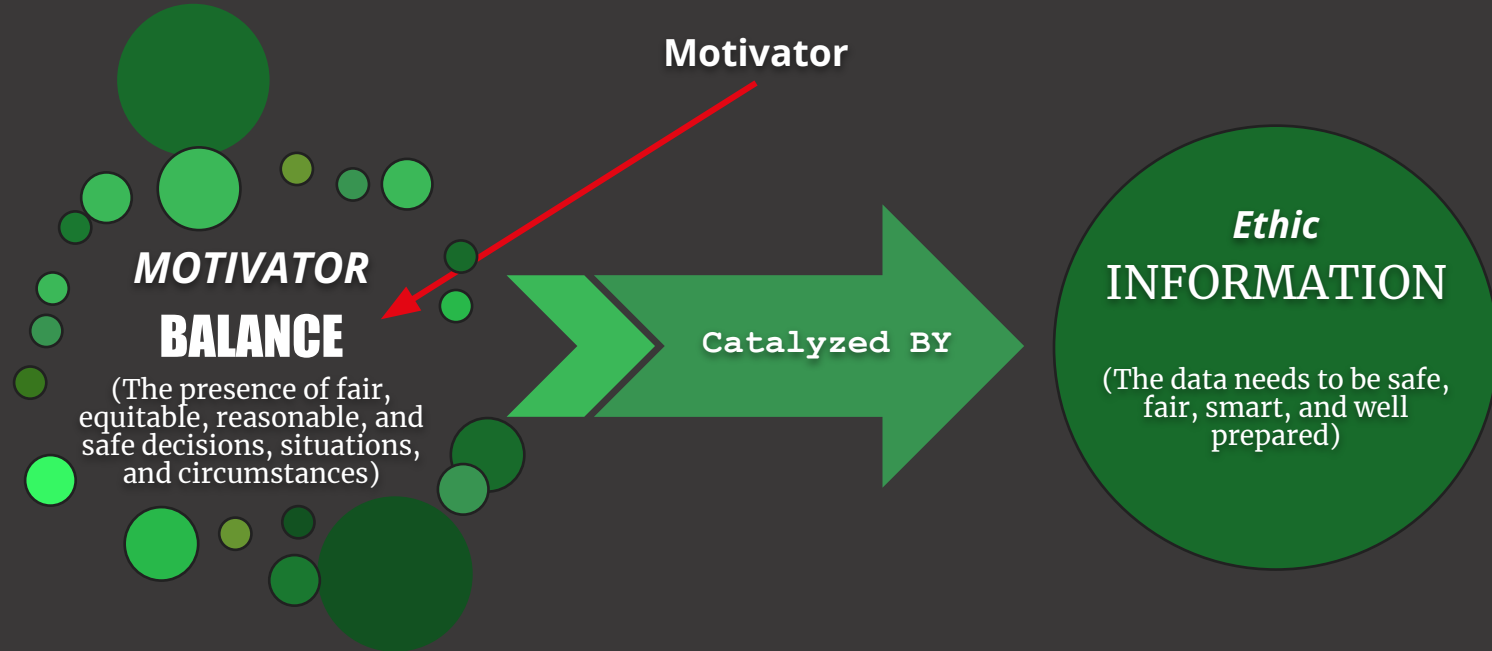 Motivator
MOTIVATOR
BALANCE
(The presence of fair,
equitable, reasonable, and
safe decisions, situations,
and circumstances)
Catalyzed BY
Ethic
INFORMATION
(The data needs to be safe,
fair, smart, and well
prepared)